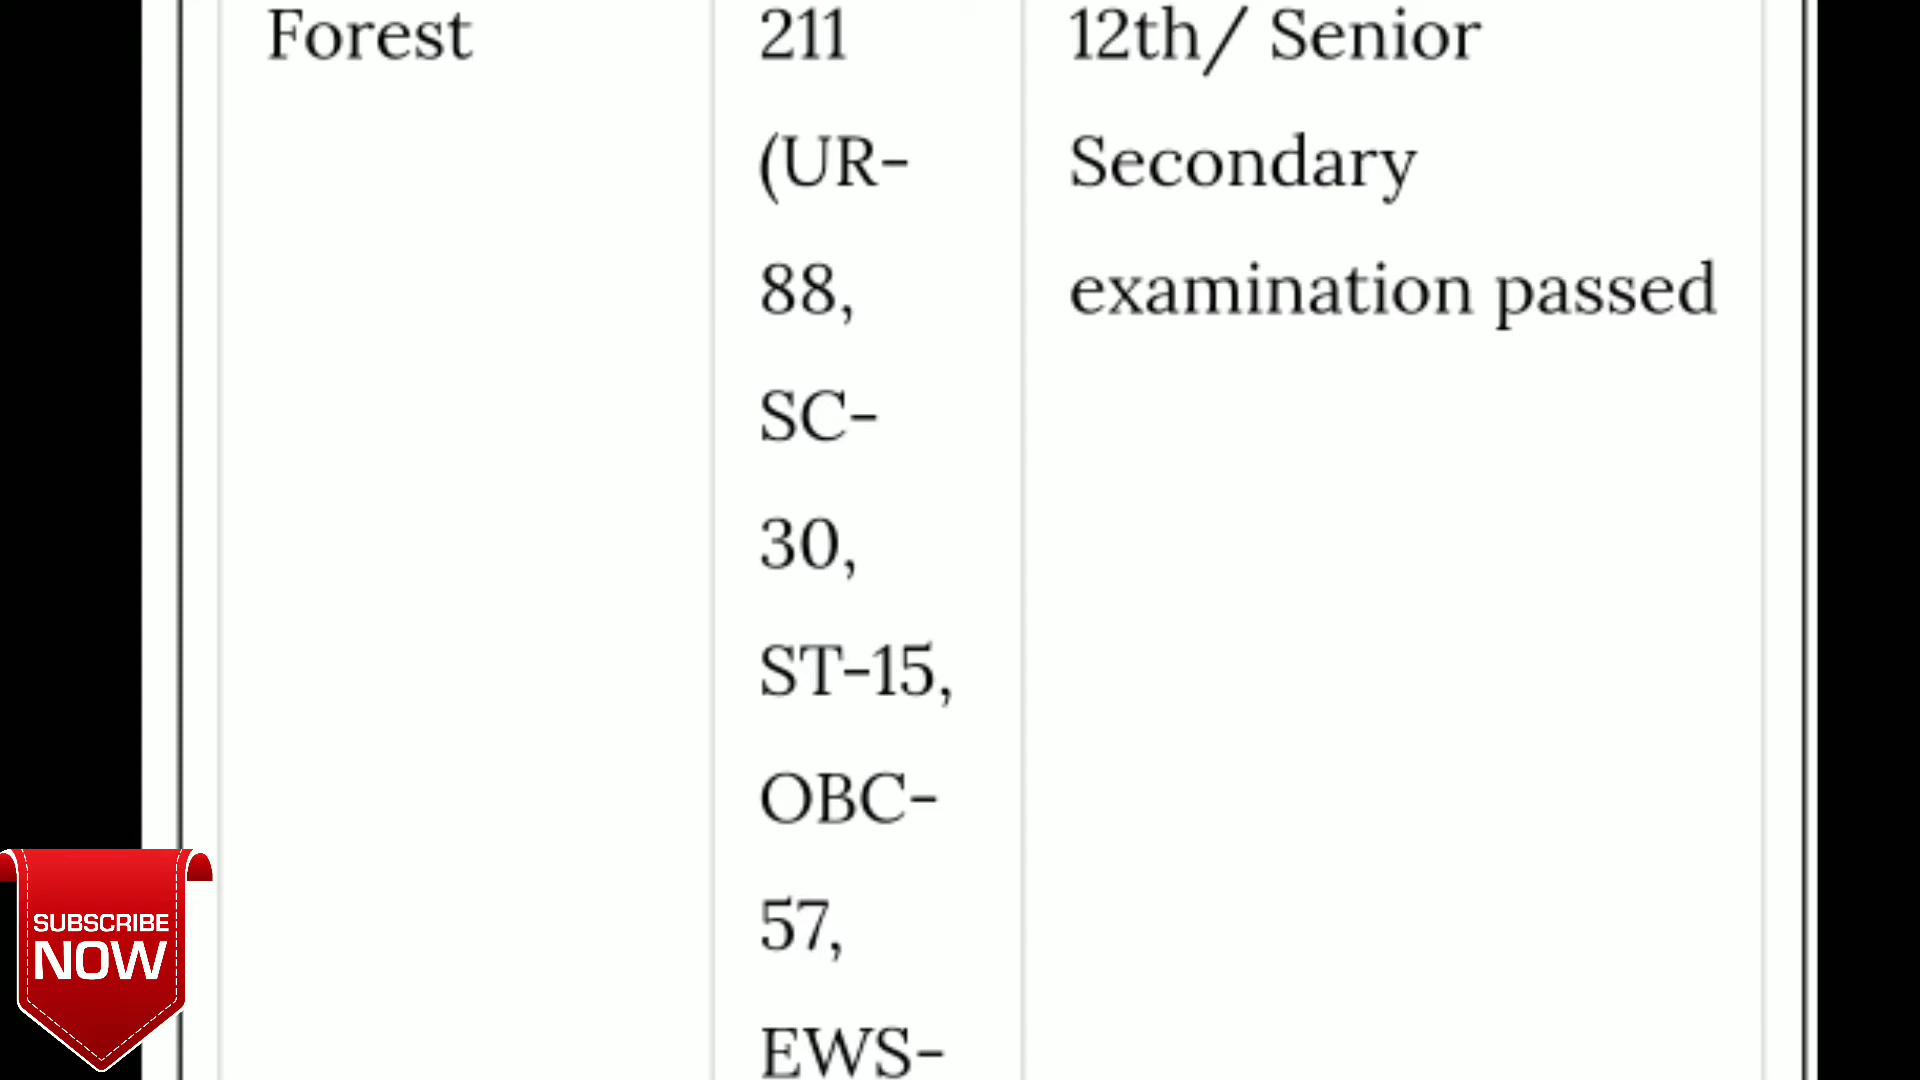 Forest
211
(UR-
88,
SC-
30,
ST-15,
OBC-
57,
EWS-
12th/ Senior
Secondary
examination passed
SUBSCRIBE
NOW